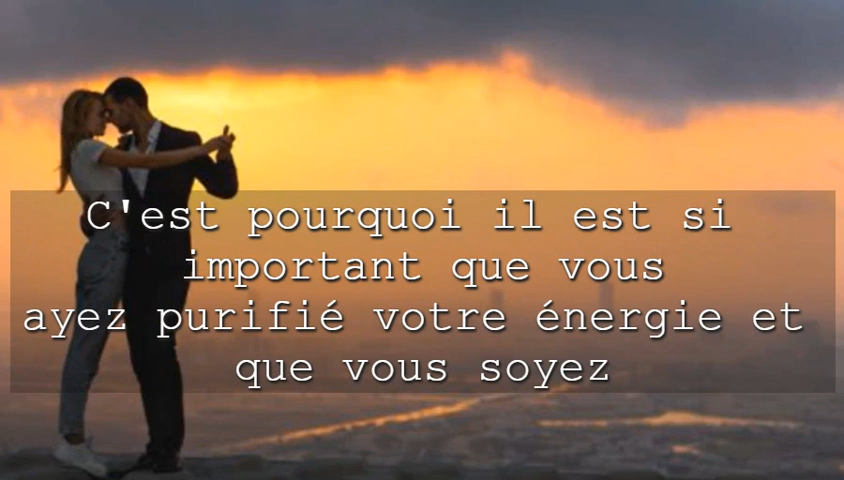 C'est pourquoi il est si
important que vous
ayez purifié votre énergie et
que vous soyez